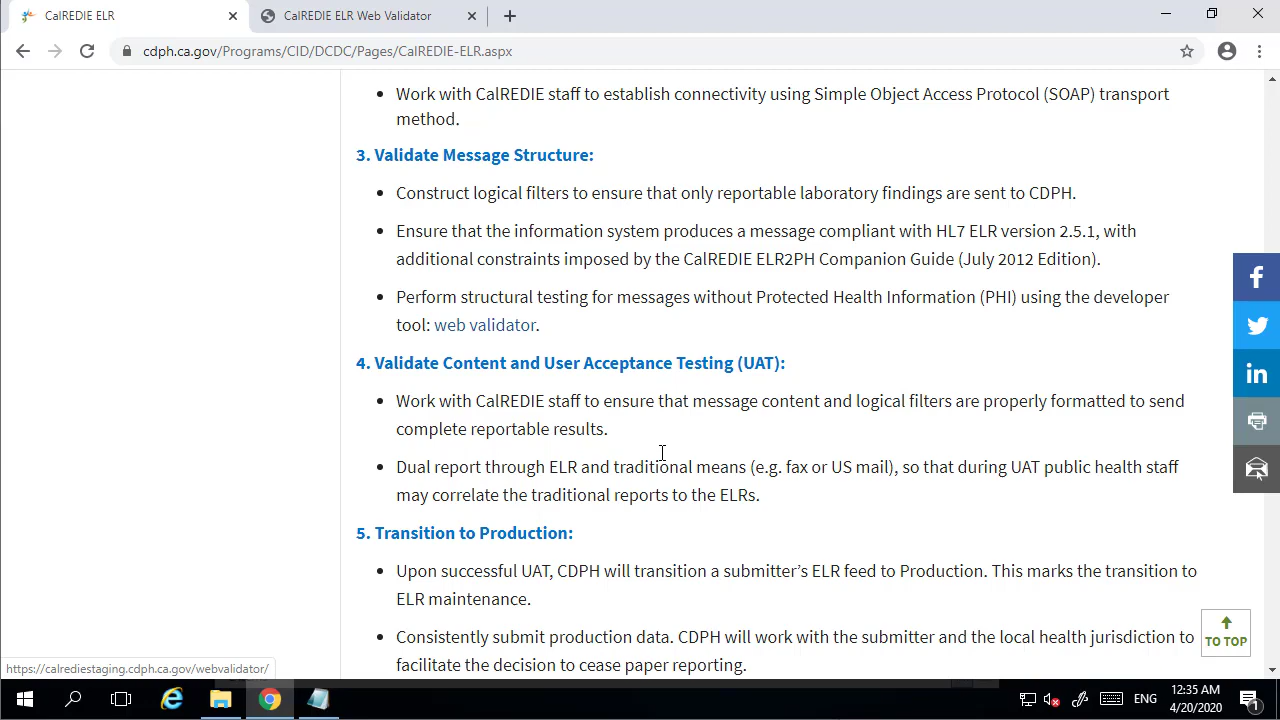 CalREDIE ELR
CalREDIE ELR Web Validator
cdph.ca.gov/Programs/CID/DCDC/Pages/CalREDIE-ELR.aspx
• Work with CalREDIE staff to establish connectivity using Simple Object Access Protocol (SOAP) transport
method.
3. Validate Message Structure:
• Construct logical filters to ensure that only reportable laboratory findings are sent to CDPH.
• Ensure that the information system produces a message compliant with HL7 ELR version 2.5.1, with
additional constraints imposed by the CalREDIE ELR2PH Companion Guide (July 2012 Edition).
• Perform structural testing for messages without Protected Health Information (PHI) using the developer
tool: web validator.
4. Validate Content and User Acceptance Testing (UAT):
• Work with CalREDIE staff to ensure that message content and logical filters are properly formatted to send
complete reportable results.
• Dual report through ELR and traditional means (e.g. fax or US mail), so that during UAT public health staff
may correlate the traditional reports to the ELRs.
5. Transition to Production:
• Upon successful UAT, CDPH will transition a submitter's ELR feed to Production. This marks the transition to
ELR maintenance.
• Consistently submit production data. CDPH will work with the submitter and the local health jurisdiction to
facilitate the decision to cease paper reporting.
TO TOP
https://calrediestaging.cdph.ca.gov/webvalidator/
ENG
12:35 AM
4/20/2020
1